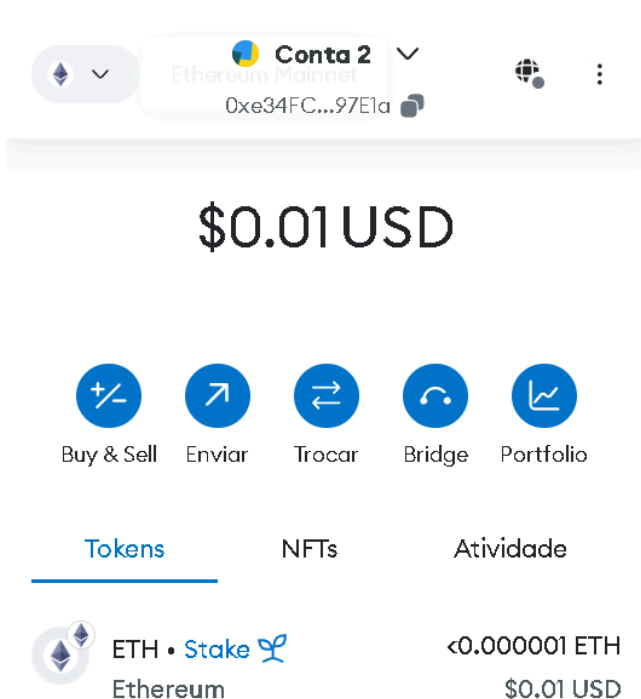 Conta 2
Ethereum Mainnet
0xe34FC...97E1a
$0.01 USD
Buy & Sell
Enviar
Trocar
Bridge
Portfolio
Tokens
NFTs
Atividade
ETH • Stake
<0.000001 ETH
Ethereum
$0.01 USD